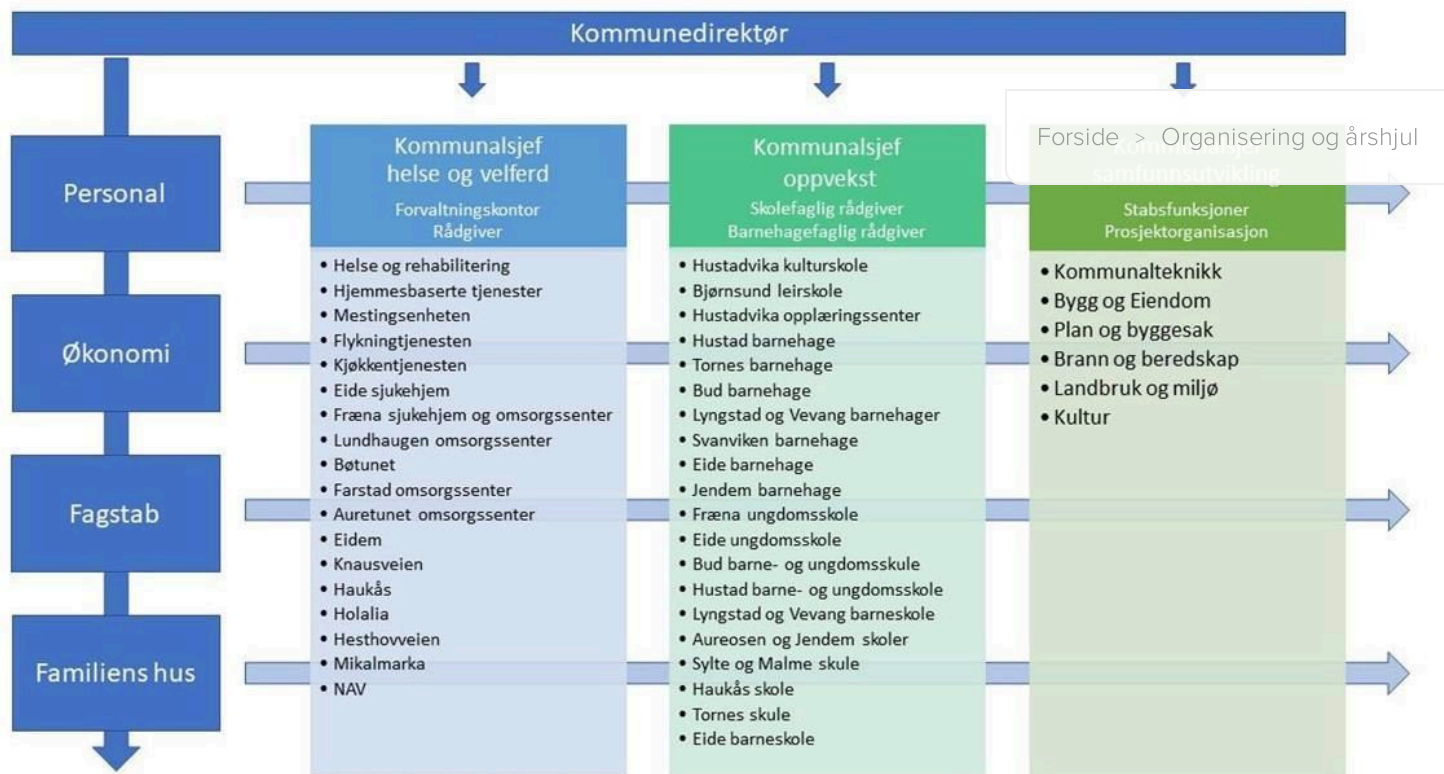 Kommunedirektør
Forside > Organisering og årshjul
Personal
Økonomi
Fagstab
Familiens hus
Kommunalsjef
helse og velferd
Forvaltningskontor
Rådgiver
• Helse og rehabilitering
• Hjemmesbaserte tjenester
• Mestingsenheten
• Flykningtjenesten
• Kjøkkentjenesten
• Eide sjukehjem
• Fræna sjukehjem og omsorgssenter
• Lundhaugen omsorgssenter
• Bøtunet
• Farstad omsorgssenter
• Auretunet omsorgssenter
• Eidem
• Knausveien
• Haukås
• Holalia
• Hesthovveien
• Mikalmarka
• NAV
Kommunalsjef
oppvekst
Skolefaglig rådgiver
Barnehagefaglig rådgiver
• Hustadvika kulturskole
• Bjørnsund leirskole
• Hustadvika opplæringssenter
• Hustad barnehage
• Tornes barnehage
• Bud barnehage
• Lyngstad og Vevang barnehager
• Svanviken barnehage
• Eide barnehage
• Jendem barnehage
• Fræna ungdomsskole
• Eide ungdomsskole
• Bud barne- og ungdomsskule
• Hustad barne- og ungdomsskole
• Lyngstad og Vevang barneskole
• Aureosen og Jendem skoler
• Sylte og Malme skule
• Haukås skole
• Tornes skule
• Eide barneskole
samfunnsutvikling
Stabsfunksjoner
Prosjektorganisasjon
• Kommunalteknikk
• Bygg og Eiendom
• Plan og byggesak
• Brann og beredskap
• Landbruk og miljø
• Kultur